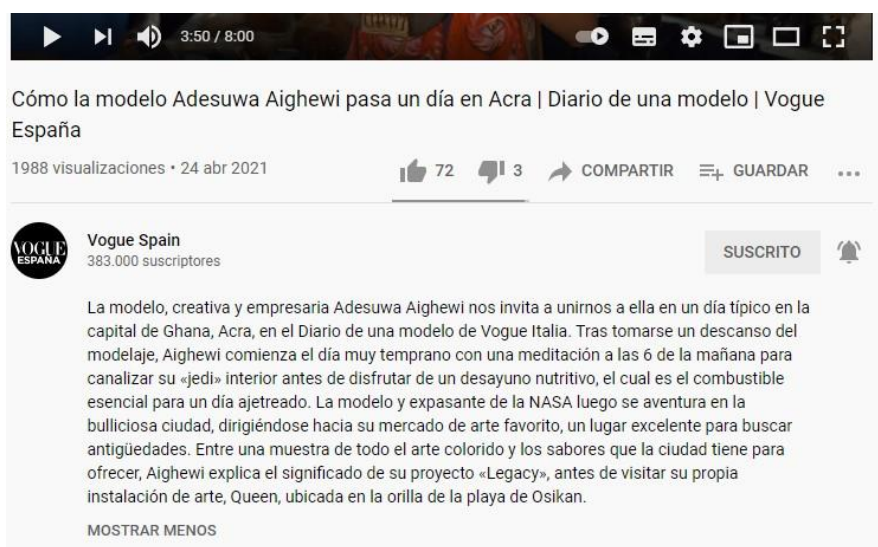 3:50 / 8:00
Cómo la modelo Adesuwa Aighewi pasa un día en Acra | Diario de una modelo | Vogue
España
1988 visualizaciones • 24 abr 2021
72
3
COMPARTIR
GUARDAR
VOGUE
ESPAÑA
Vogue Spain
383.000 suscriptores
SUSCRITO
La modelo, creativa y empresaria Adesuwa Aighewi nos invita a unirnos a ella en un día típico en la
capital de Ghana, Acra, en el Diario de una modelo de Vogue Italia. Tras tomarse un descanso del
modelaje, Aighewi comienza el día muy temprano con una meditación a las 6 de la mañana para
canalizar su «jedi» interior antes de disfrutar de un desayuno nutritivo, el cual es el combustible
esencial para un día ajetreado. La modelo y expasante de la NASA luego se aventura en la
bulliciosa ciudad, dirigiéndose hacia su mercado de arte favorito, un lugar excelente para buscar
antigüedades. Entre una muestra de todo el arte colorido y los sabores que la ciudad tiene para
ofrecer, Aighewi explica el significado de su proyecto «Legacy», antes de visitar su propia
instalación de arte, Queen, ubicada en la orilla de la playa de Osikan.
MOSTRAR MENOS